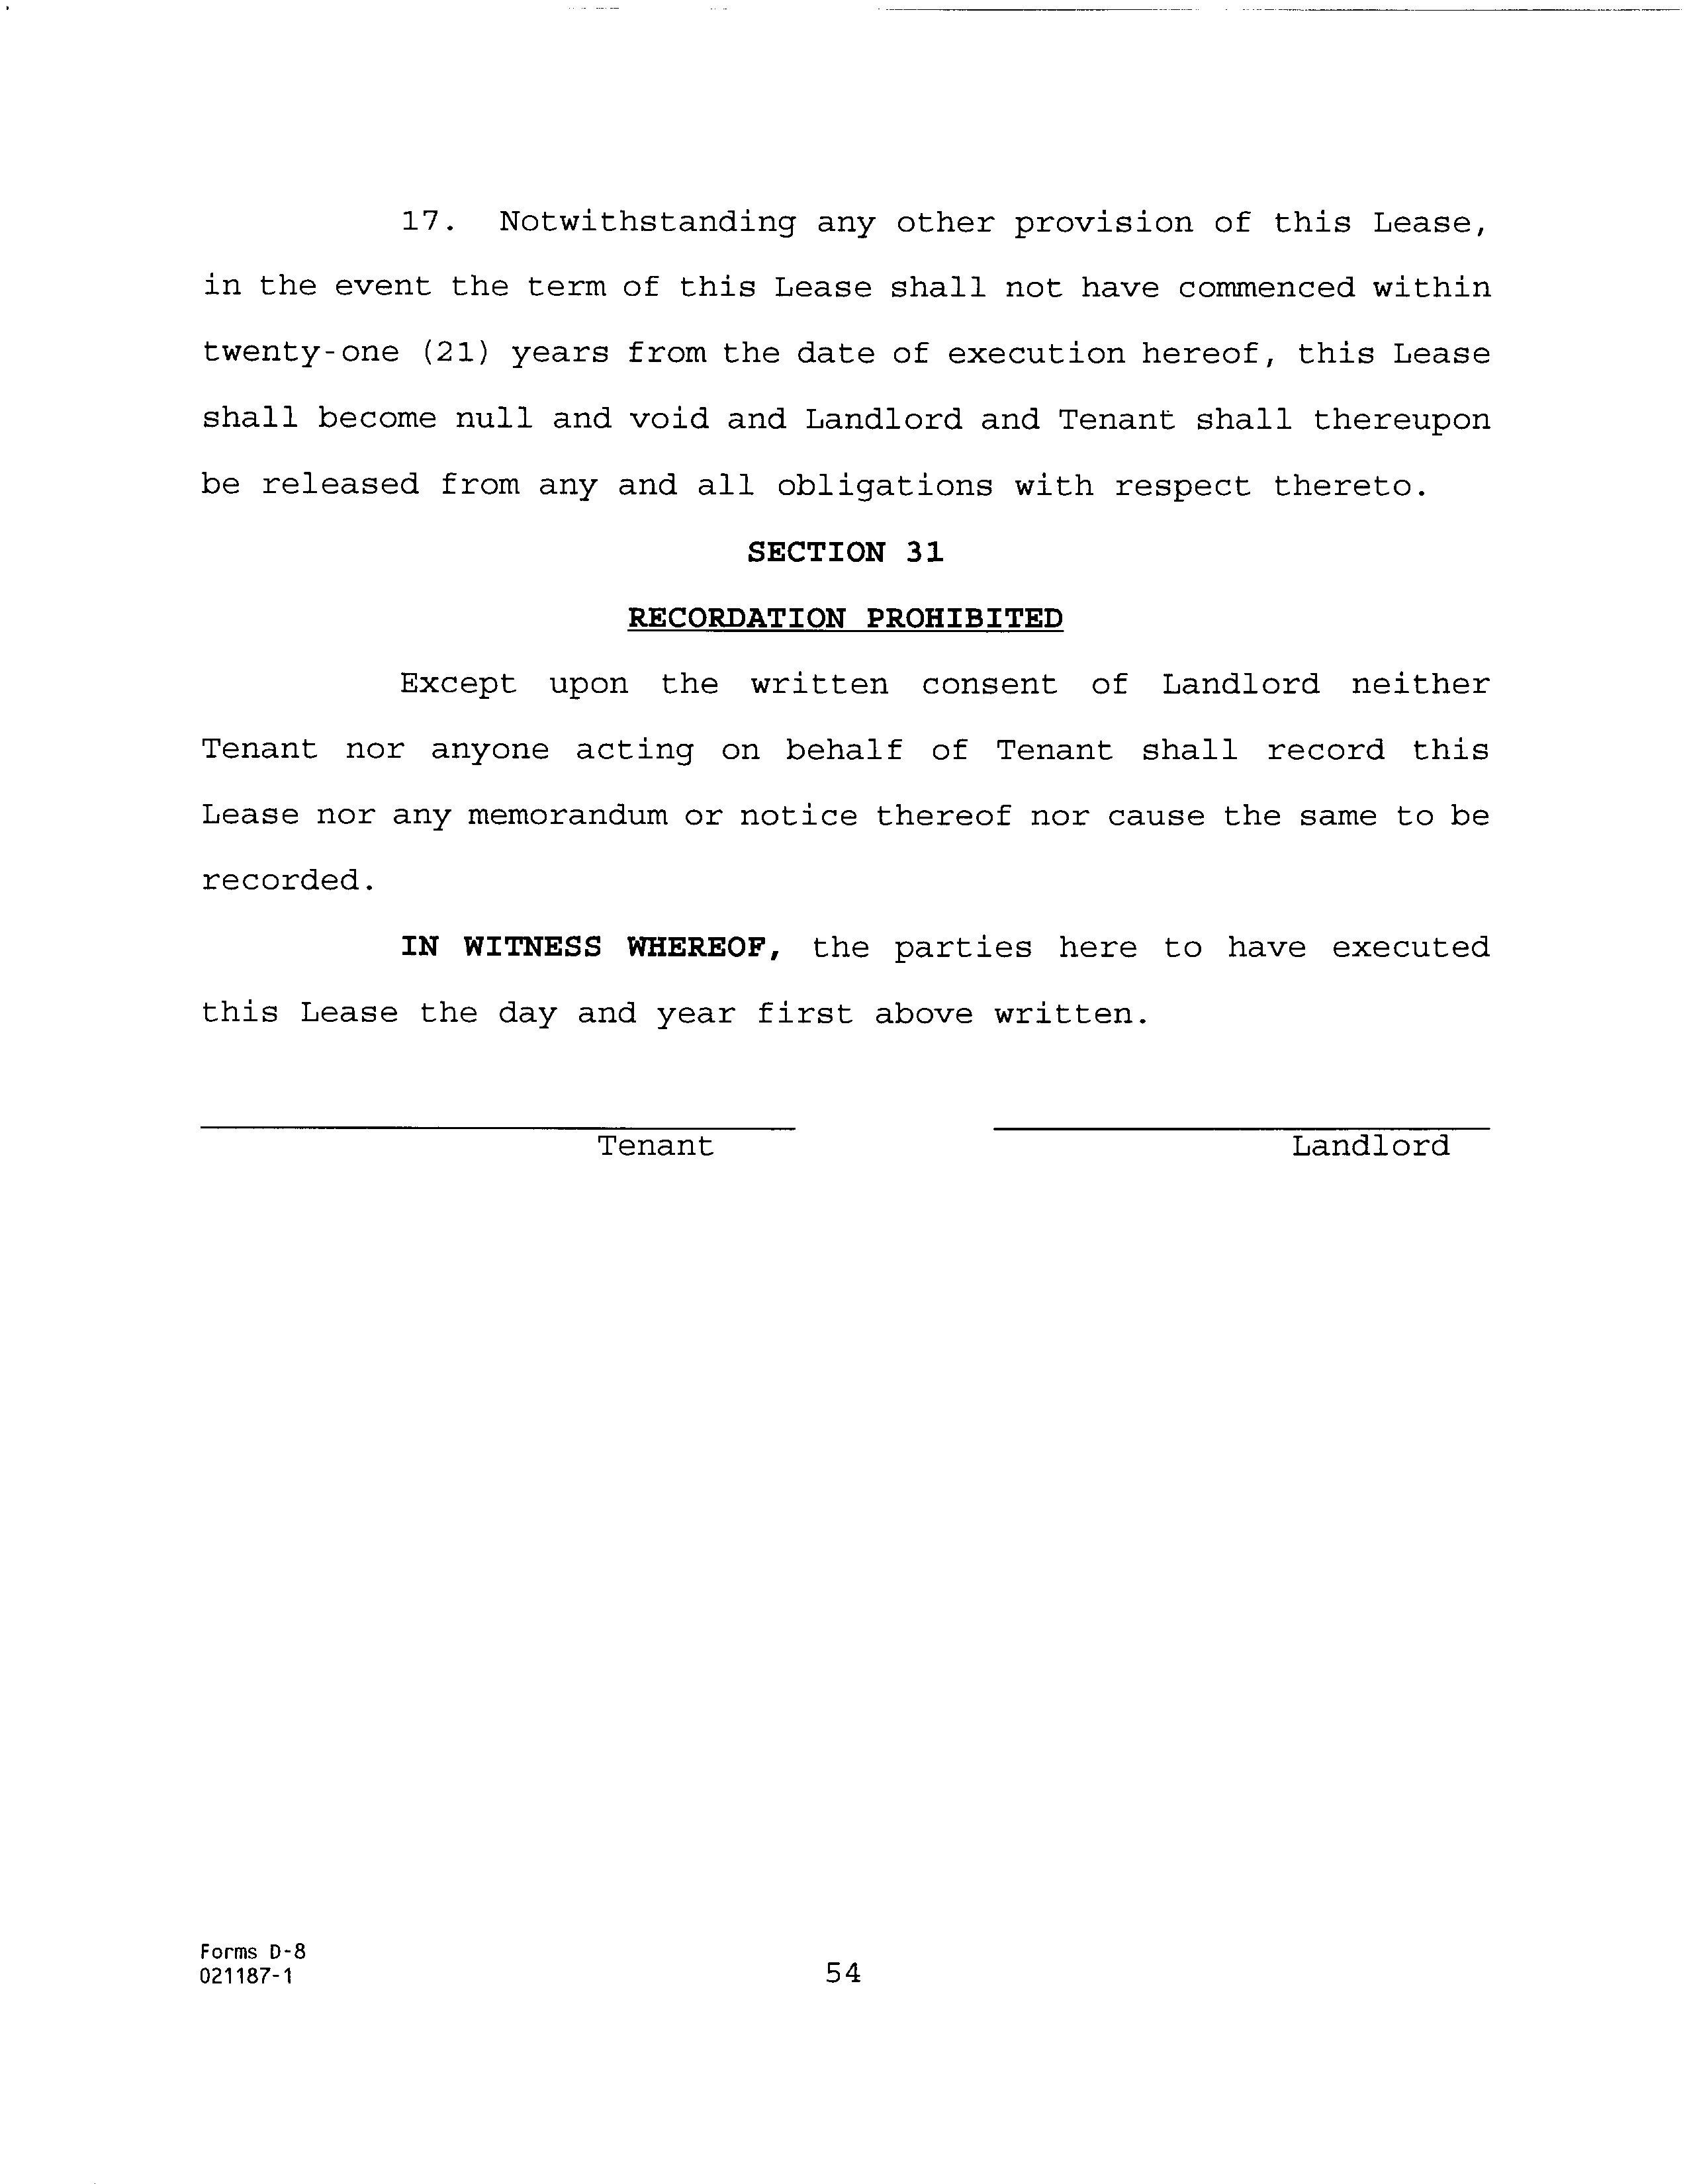 17. Notwithstanding any other provision of this Lease,
in the event the term of this Lease shall not have commenced within
twenty-one (21) years from the date of execution hereof, this Lease
shall become null and void and Landlord and Tenant shall thereupon
be released from any and all obligations with respect thereto.
SECTION 31
RECORDATION PROHIBITED
Except upon the written consent of Landlord neither
Tenant nor anyone acting on behalf of Tenant shall record this
Lease nor any memorandum or notice thereof nor cause the same to be
recorded.
IN WITNESS WHEREOF, the parties here to have executed
this Lease the day and year first above written.
Tenant Landlord
Forms D-8
021187-1 54